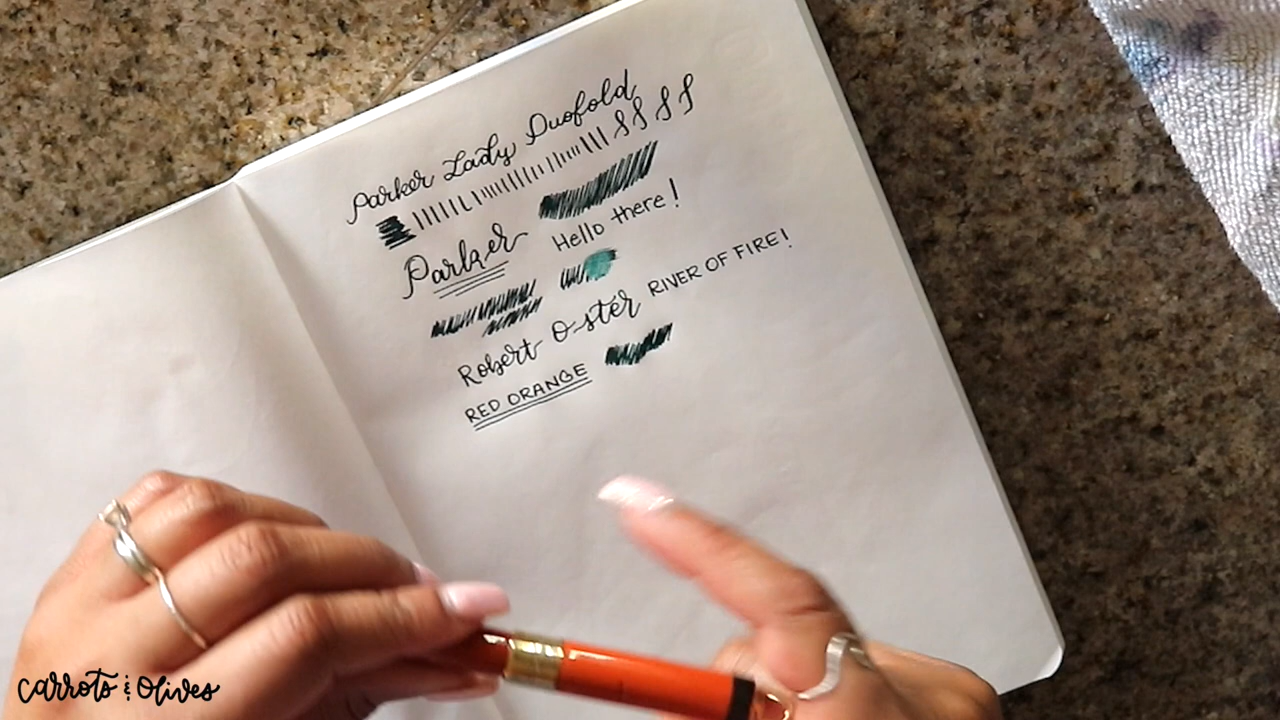 Parker Lady Duofold
Parker Hello there!
Robert Oster RIVER OF FIRE!
RED ORANGE
carrots & Olives